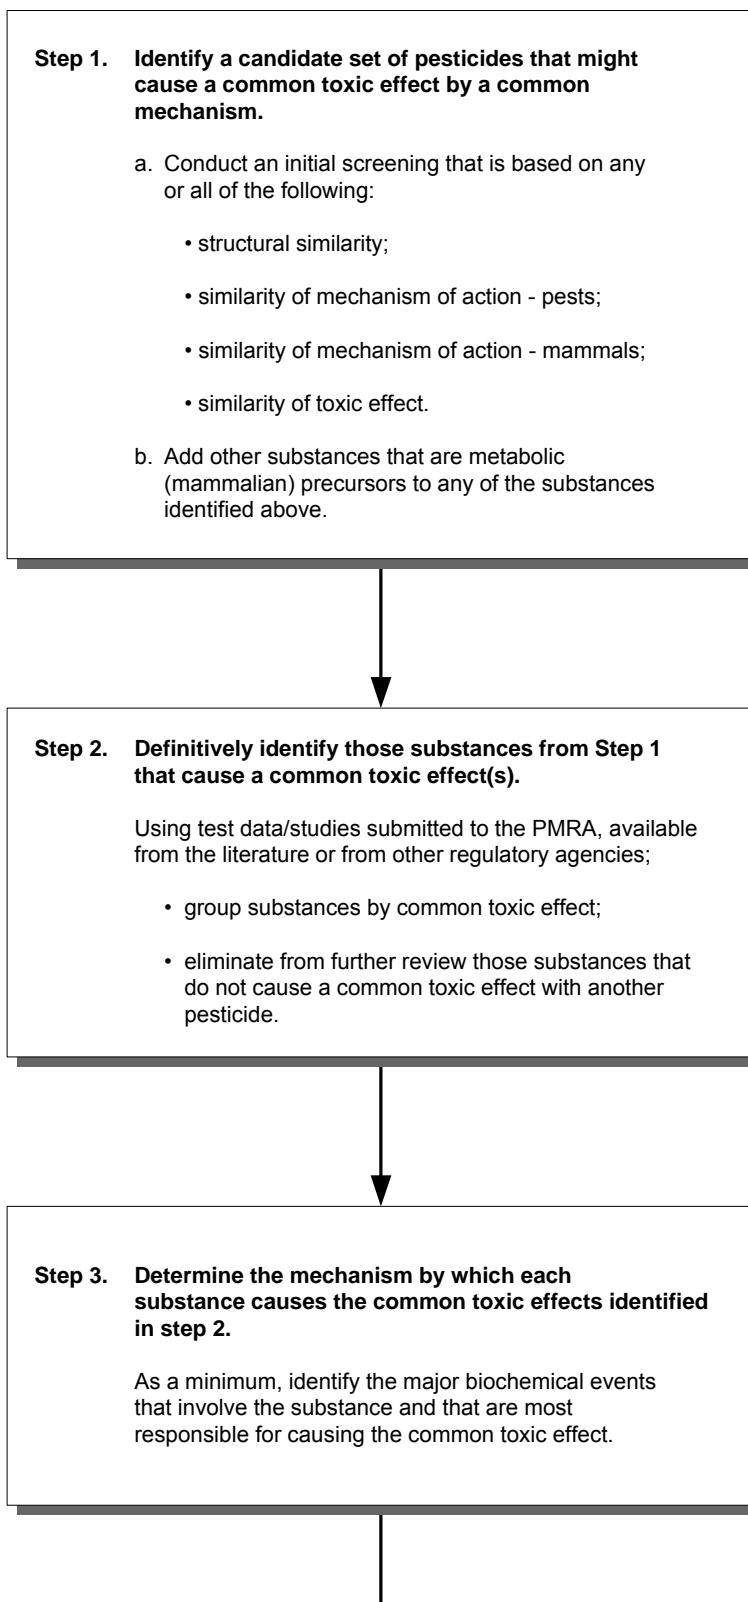 Step 1. Identify a candidate set of pesticides that might
cause a common toxic effect by a common
mechanism.
a. Conduct an initial screening that is based on any
or all of the following:
• structural similarity;
• similarity of mechanism of action - pests;
• similarity of mechanism of action - mammals;
• similarity of toxic effect.
b. Add other substances that are metabolic
(mammalian) precursors to any of the substances
identified above.
Step 2. Definitively identify those substances from Step 1
that cause a common toxic effect(s).
Using test data/studies submitted to the PMRA, available
from the literature or from other regulatory agencies;
• group substances by common toxic effect;
• eliminate from further review those substances that
do not cause a common toxic effect with another
pesticide.
Step 3. Determine the mechanism by which each
substance causes the common toxic effects identified
in step 2.
As a minimum, identify the major biochemical events
that involve the substance and that are most
responsible for causing the common toxic effect.